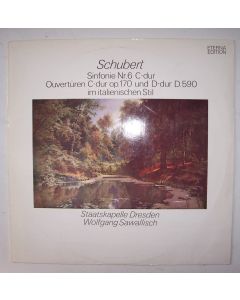 ETERNA
EDITION
Schubert
Sinfonie Nr.6 C-dur
Ouvertüren C-dur op.170 und D-dur D.590
im italienischen Stil
Staatskapelle Dresden
Wolfgang Sawallisch